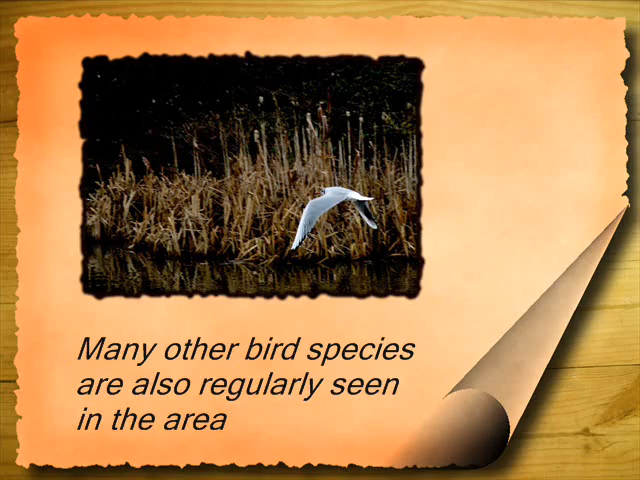 Many other bird species
are also regularly seen
in the area